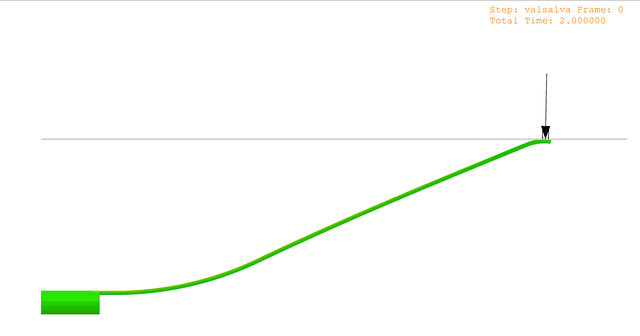 Step: valsalva Frame: 0
Total Time: 2.000000